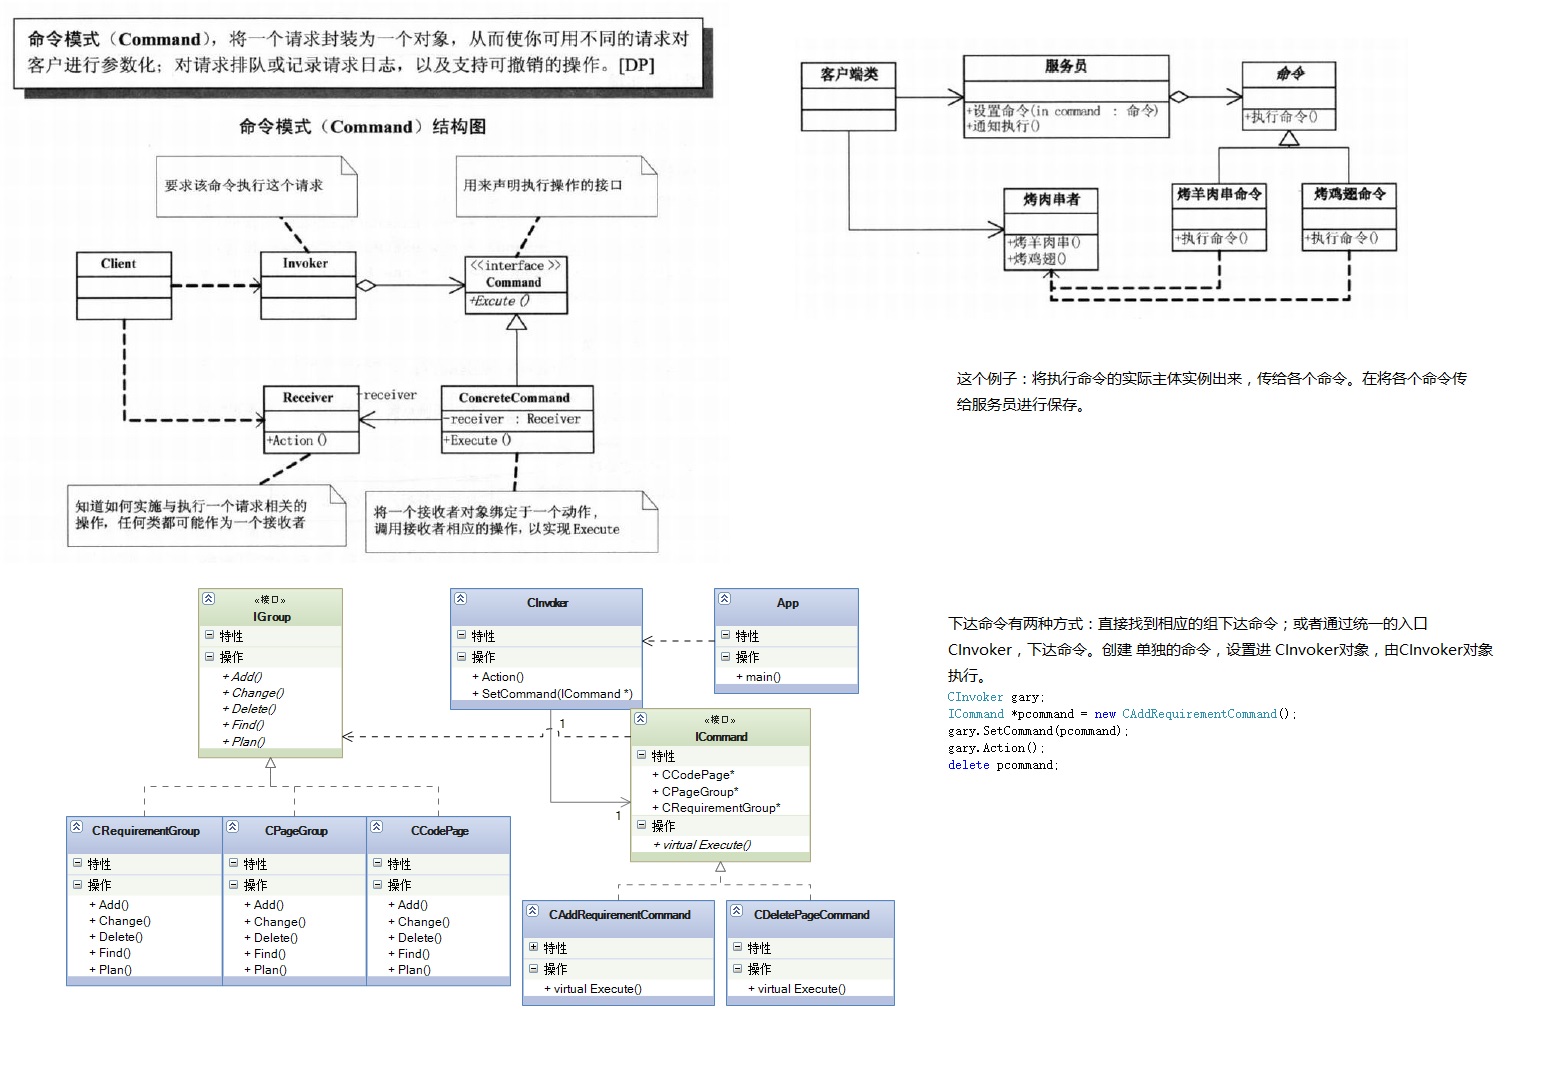 命令模式（Command），将一个请求封装为一个对象，从而使你可用不同的请求对
客户进行参数化；对请求排队或记录请求日志，以及支持可撤销的操作。[DP]
命令模式（Command）结构图
要求该命令执行这个请求
用来声明执行操作的接口
Client
Invoker
<<interface>>
Command
+Excute ()
Receiver
+Action ()
-receiver
ConcreteCommand
-receiver : Receiver
+Execute ()
知道如何实施与执行一个请求相关的
操作，任何类都可能作为一个接收者
将一个接收者对象绑定于一个动作，
调用接收者相应的操作，以实现 Execute
客户端类
服务员
+设置命令(in command : 命令)
+通知执行()
命令
+执行命令()
烤肉串者
+烤羊肉串()
+烤鸡翅()
烤羊肉串命令
+执行命令()
烤鸡翅命令
+执行命令()
这个例子：将执行命令的实际主体实例出来，传给各个命令。在将各个命令传
给服务员进行保存。
«接口»
IGroup
特性
操作
+ Add()
+ Change()
+ Delete()
+ Find()
+ Plan()
CInvoker
特性
操作
+ Action()
+ SetCommand(ICommand *)
App
特性
操作
+ main()
1
1
«接口»
ICommand
特性
+ CCodePage*
+ CPageGroup*
+ CRequirementGroup*
操作
+ virtual Execute()
CRequirementGroup
特性
操作
+ Add()
+ Change()
+ Delete()
+ Find()
+ Plan()
CPageGroup
特性
操作
+ Add()
+ Change()
+ Delete()
+ Find()
+ Plan()
CCodePage
特性
操作
+ Add()
+ Change()
+ Delete()
+ Find()
+ Plan()
CAddRequirementCommand
特性
操作
+ virtual Execute()
CDeletePageCommand
特性
操作
+ virtual Execute()
下达命令有两种方式：直接找到相应的组下达命令；或者通过统一的入口
CInvoker，下达命令。创建 单独的命令，设置进 CInvoker对象，由CInvoker对象
执行。
CInvoker gary;
ICommand *pcommand = new CAddRequirementCommand();
gary.SetCommand(pcommand);
gary.Action();
delete pcommand;